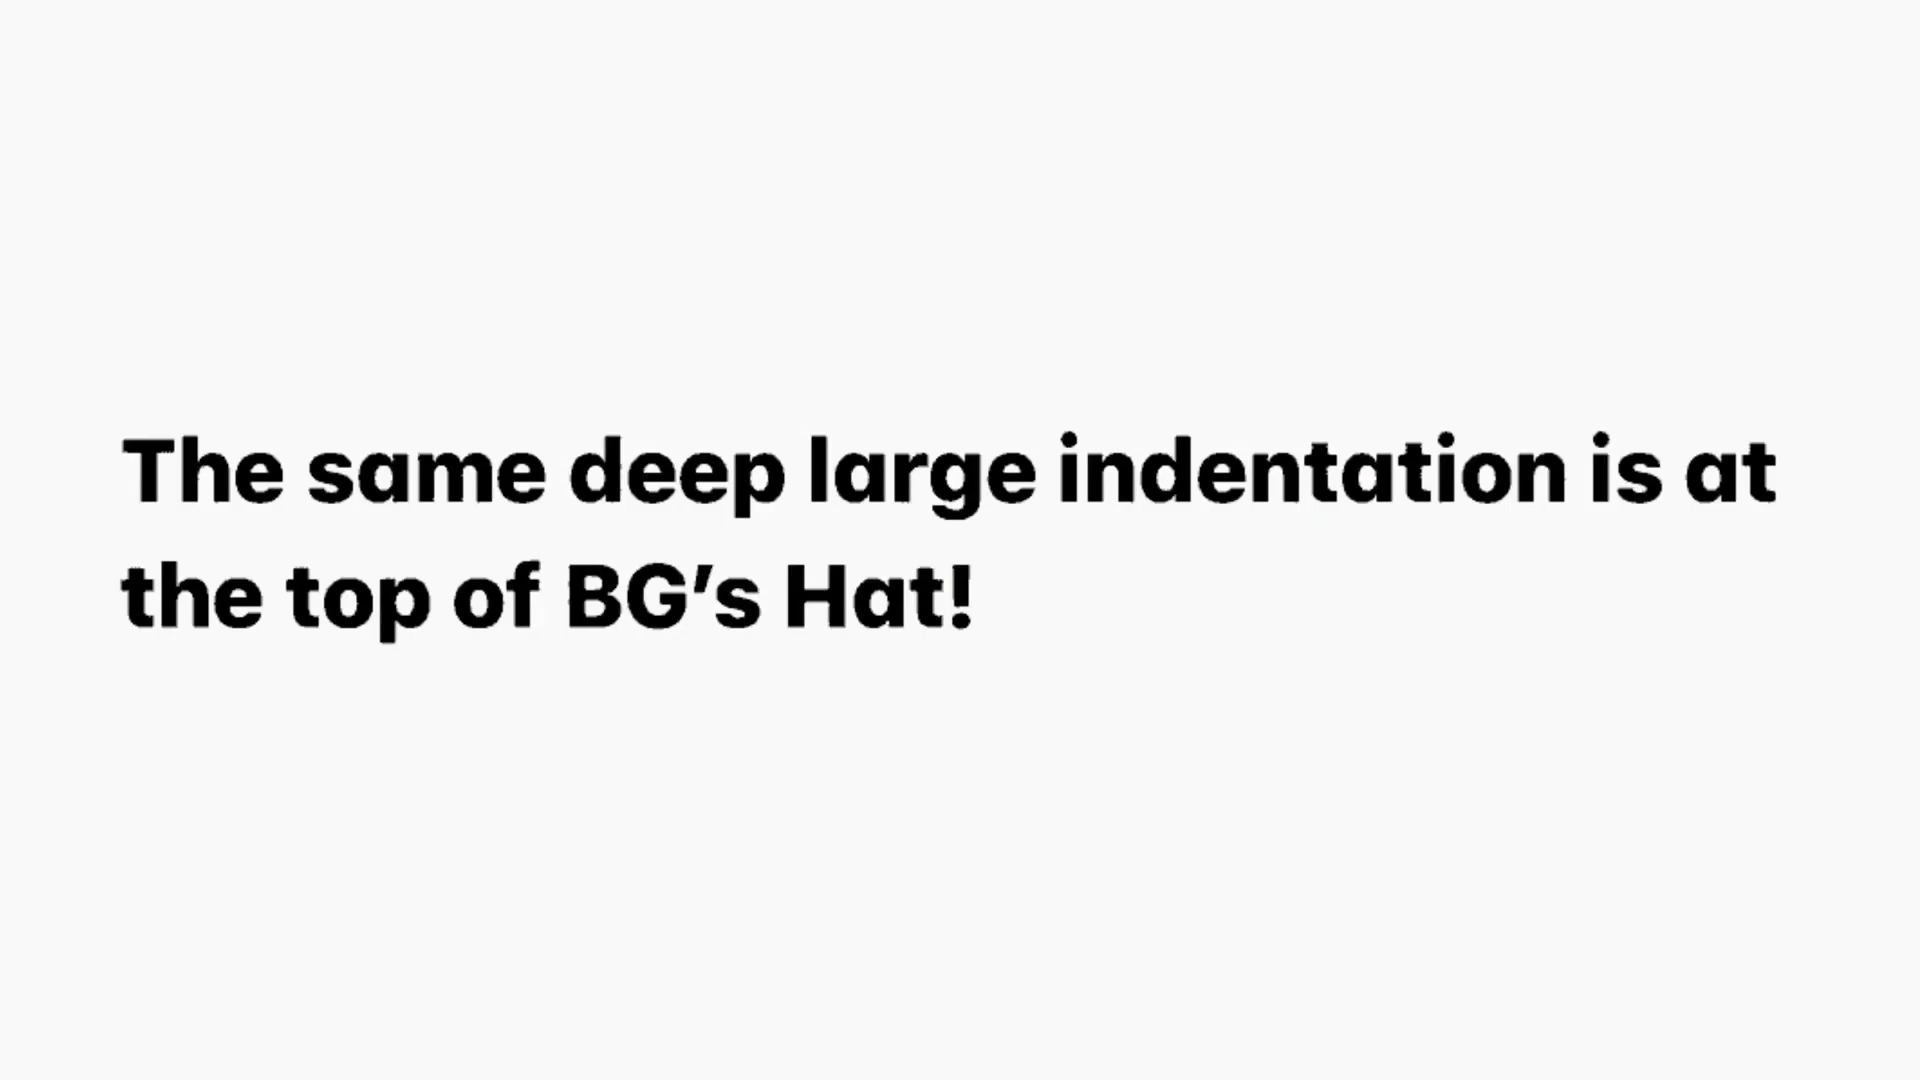 The same deep large indentation is at
the top of BG’s Hat!